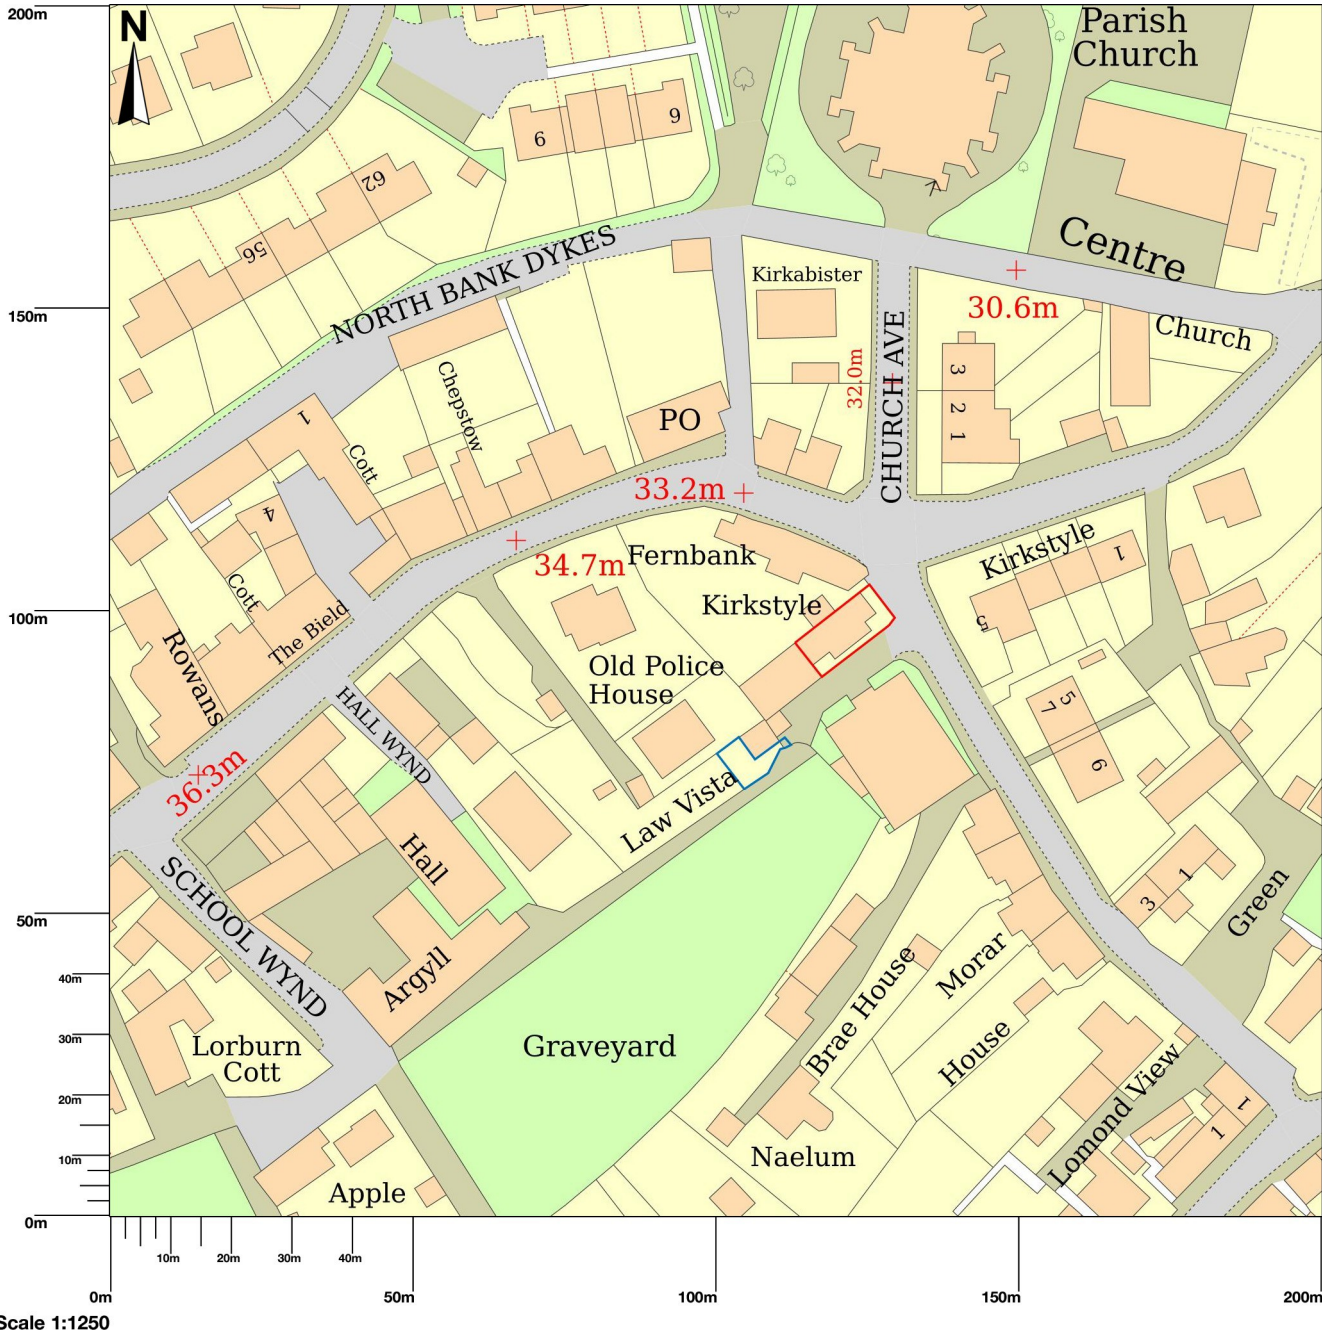 200m
N
Parish
Church
9
6
62
56
Centre
NORTH BANK DYKES
Kirkabister
150m
30.6m
Church
32.0m
CHURCH AVE
3
2
1
Chepstow
PO
1
Cott
33.2m
4
34.7m
Fernbank
Kirkstyle
1
Cott
100m
Kirkstyle
5
The Bield
Rowans
Old Police
House
5
7
HALL WYND
6
36.3m
Law Vista
Hall
SCHOOL WYND
1
3
Green
50m
40m
Argyll
Brae House
Morar
30m
Lorburn
Cott
Graveyard
House
20m
Lomond View
1
1
10m
Naelum
Apple
0m
10m
20m
30m
40m
0m
50m
100m
150m
200m
Scale 1:1250